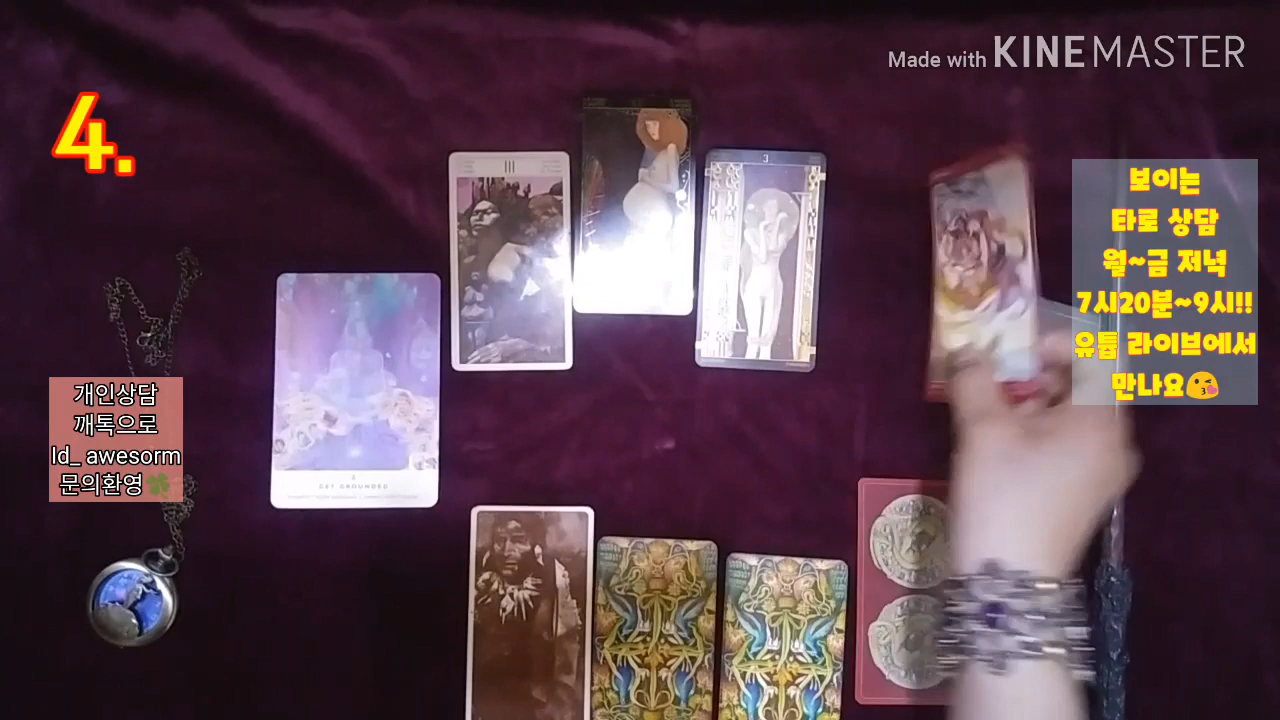 Made with KINEMASTER
4.
보이는
타로 상담
월~금 저녁
7시20분~9시!!
유튭 라이브에서
만나요😘
III
3
개인상담
깨톡으로
Id_ awesorm
문의환영🍀
GET GROUNDED